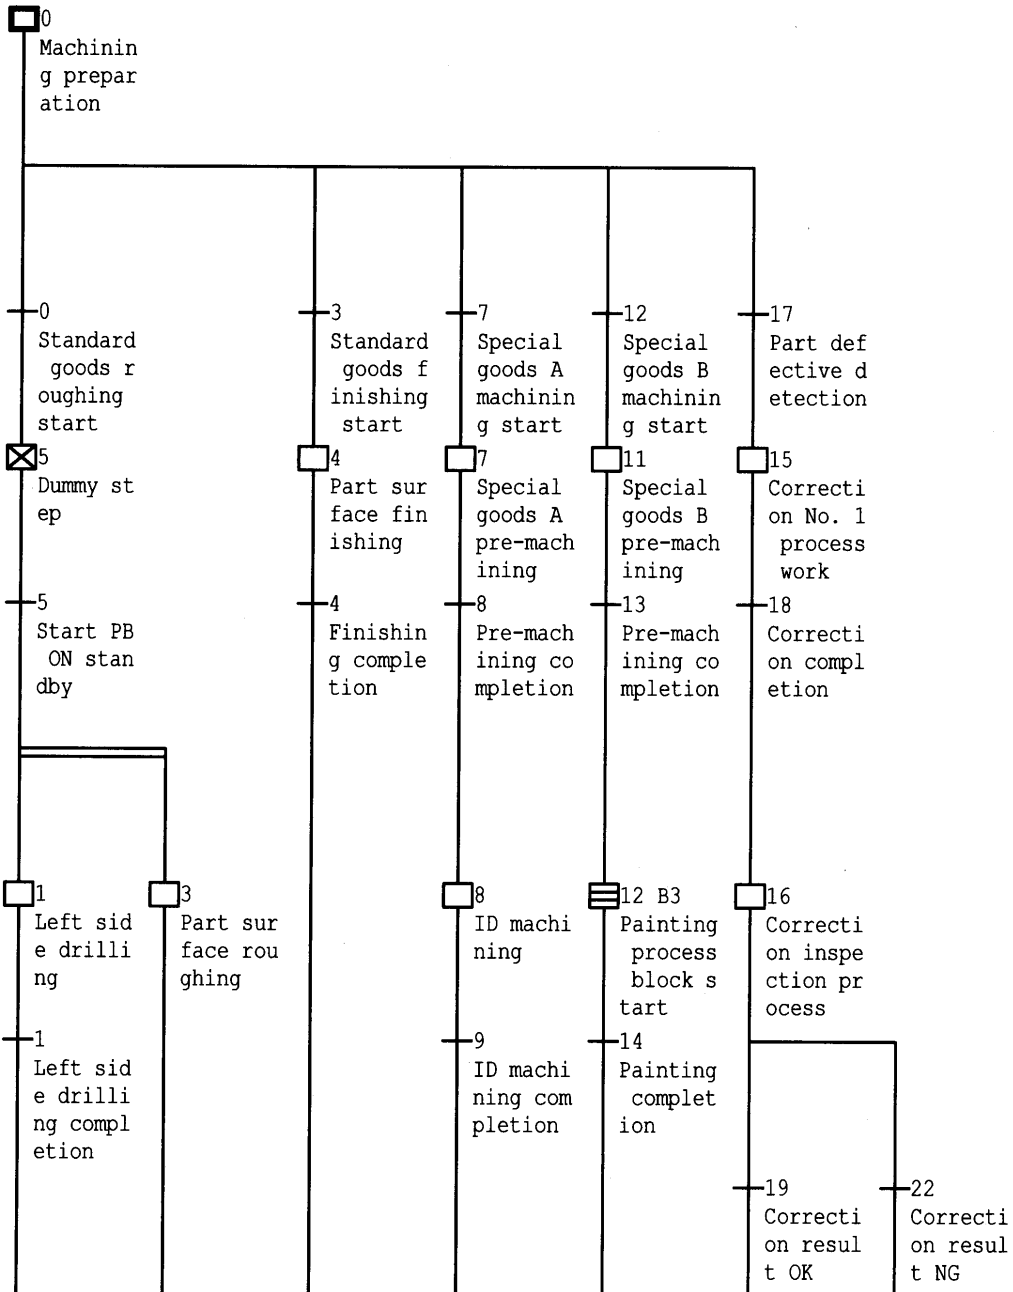 0
Machinin
g prepar
ation
0
Standard
goods r
oughing
start
3
Standard
goods f
inishing
start
7
Special
goods A
machinin
g start
12
Special
goods B
machinin
g start
17
Part def
ective d
etection
5
Dummy st
ep
4
Part sur
face fin
ishing
7
Special
goods A
pre-mach
ining
11
Special
goods B
pre-mach
ining
15
Correcti
on No. 1
process
work
5
Start PB
ON stan
dby
4
Finishin
g comple
tion
8
Pre-mach
ining co
mpletion
13
Pre-mach
ining co
mpletion
18
Correcti
on compl
etion
1
Left sid
e drilli
ng
3
Part sur
face rou
ghing
8
ID machi
ning
12 B3
Painting
process
block s
tart
16
Correcti
on inspe
ction pr
ocess
1
Left sid
e drilli
ng compl
etion
9
ID machi
ning com
pletion
14
Painting
complet
ion
19
Correcti
on resul
t OK
22
Correcti
on resul
t NG